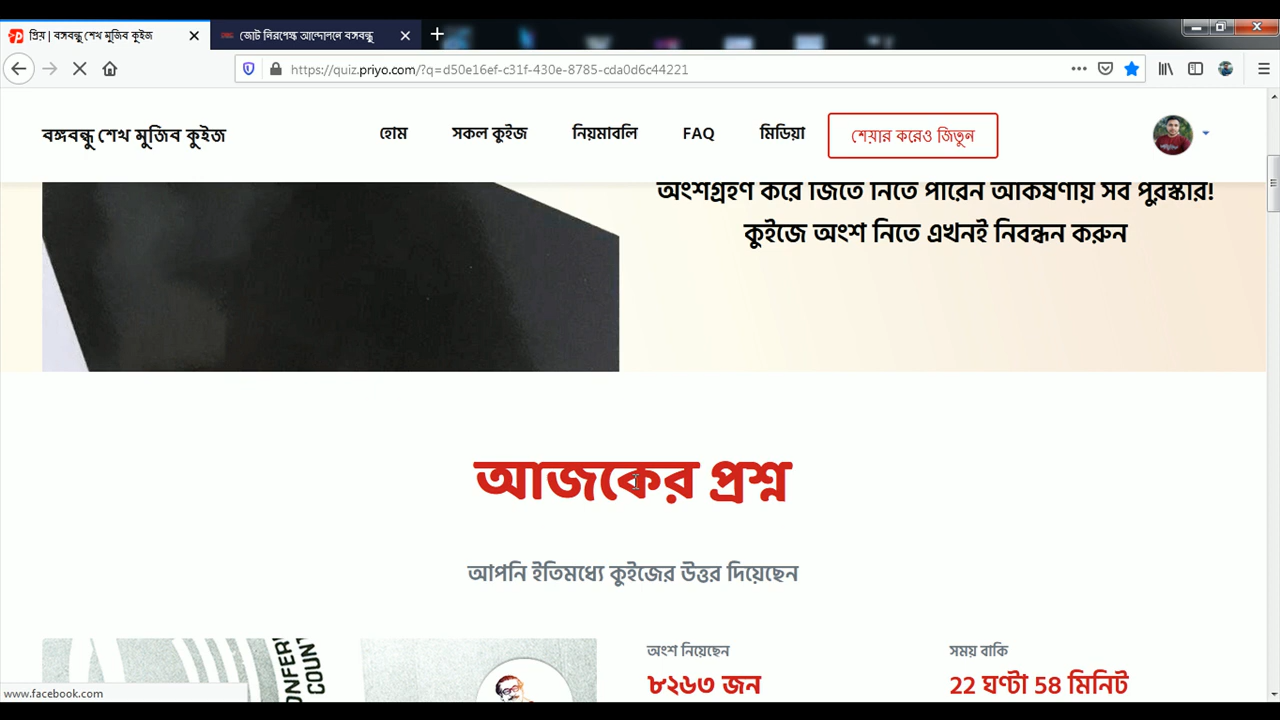 প্রিয় | বঙ্গবন্ধু শেখ মুজিব কুইজ
জোট নিরপেক্ষ আন্দোলনে বঙ্গবন্ধু
https://quiz.priyo.com/?q=d50e16ef-c31f-430e-8785-cda0d6c44221
বঙ্গবন্ধু শেখ মুজিব কুইজ
হোম
সকল কুইজ
নিয়মাবলি
FAQ
মিডিয়া
শেয়ার করেও জিতুন
অংশগ্রহণ করে জিতে নিতে পারেন আকর্ষণীয় সব পুরস্কার!
কুইজে অংশ নিতে এখনই নিবন্ধন করুন
আজকের প্রশ্ন
আপনি ইতিমধ্যে কুইজের উত্তর দিয়েছেন
অংশ নিয়েছেন
৮২৬৩ জন
সময় বাকি
22 ঘণ্টা 58 মিনিট
www.facebook.com